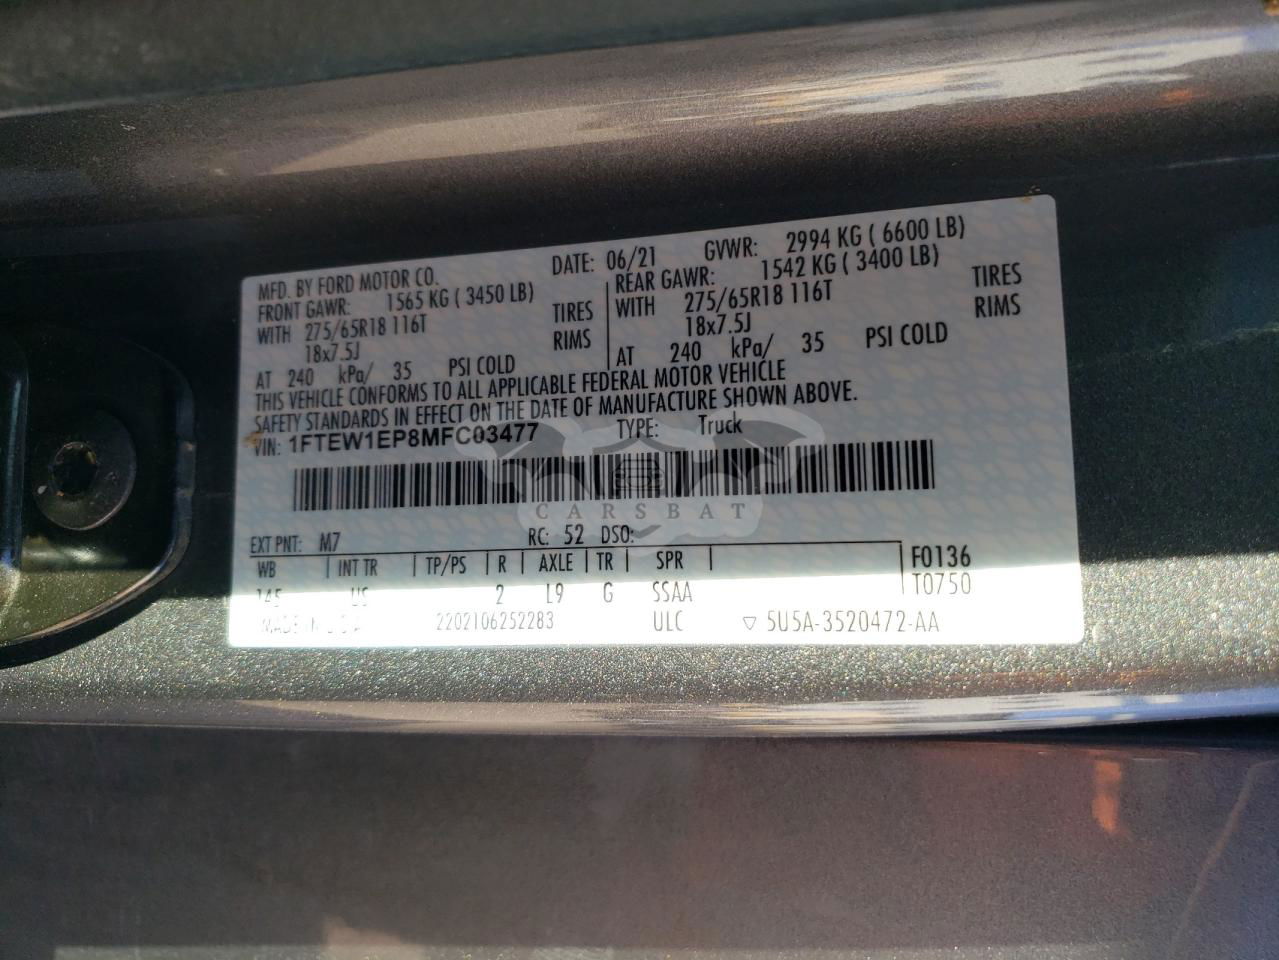 MFD. BY FORD MOTOR CO. DATE: 06/21 GVWR: 2994 KG ( 6600 LB)
FRONT GAWR: 1565 KG ( 3450 LB) REAR GAWR: 1542 KG ( 3400 LB)
WITH 275/65R18 116T TIRES WITH 275/65R18 116T TIRES
18x7.5J RIMS 18x7.5J RIMS
AT 240 kPa/ 35 PSI COLD AT 240 kPa/ 35 PSI COLD
THIS VEHICLE CONFORMS TO ALL APPLICABLE FEDERAL MOTOR VEHICLE
SAFETY STANDARDS IN EFFECT ON THE DATE OF MANUFACTURE SHOWN ABOVE.
VIN: 1FTEW1EP8MFC03477 TYPE: Truck
CARSBAT
EXT PNT: M7 RC: 52 DSO:
WB INT TR TP/PS R AXLE TR SPR F0136
145 US 2 L9 G SSAA T0750
MADE IN U.S.A. 2202106252283 ULC ▽ 5U5A-3520472-AA